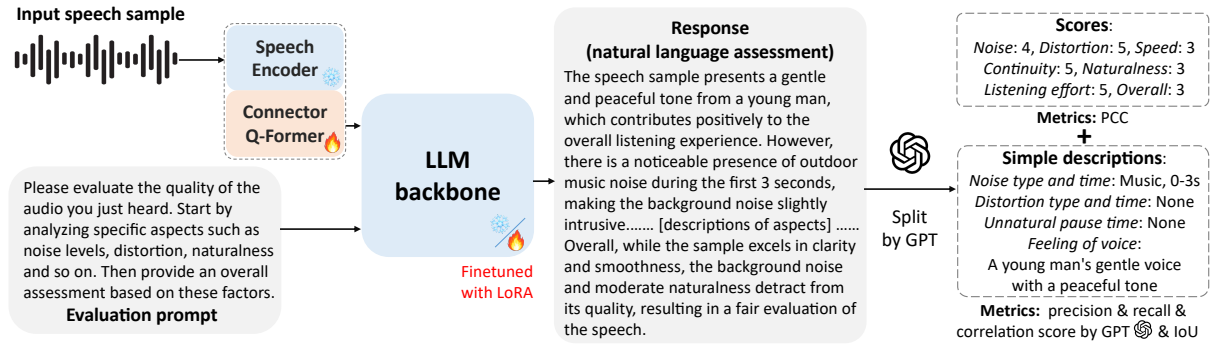 Input speech sample
Speech
Encoder
Connector
Q-Former
Please evaluate the quality of the
audio you just heard. Start by
analyzing specific aspects such as
noise levels, distortion, naturalness
and so on. Then provide an overall
assessment based on these factors.
Evaluation prompt
LLM
backbone
Finetuned
with LoRA
Response
(natural language assessment)
The speech sample presents a gentle
and peaceful tone from a young man,
which contributes positively to the
overall listening experience. However,
there is a noticeable presence of outdoor
music noise during the first 3 seconds,
making the background noise slightly
intrusive....... [descriptions of aspects] ......
Overall, while the sample excels in clarity
and smoothness, the background noise
and moderate naturalness detract from
its quality, resulting in a fair evaluation of
the speech.
Split
by GPT
Scores:
Noise: 4, Distortion: 5, Speed: 3
Continuity: 5, Naturalness: 3
Listening effort: 5, Overall: 3
Metrics: PCC
+
Simple descriptions:
Noise type and time: Music, 0-3s
Distortion type and time: None
Unnatural pause time: None
Feeling of voice:
A young man's gentle voice
with a peaceful tone
Metrics: precision & recall &
correlation score by GPT & IoU